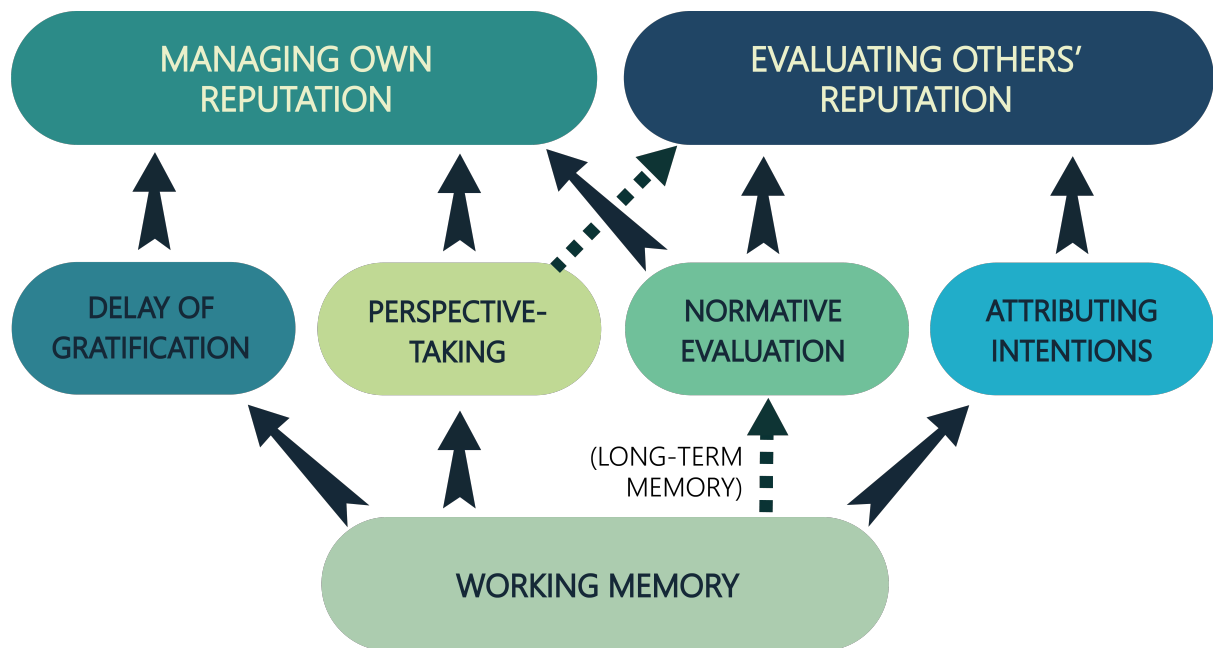 MANAGING OWN
REPUTATION
EVALUATING OTHERS’
REPUTATION
DELAY OF
GRATIFICATION
PERSPECTIVE-
TAKING
NORMATIVE
EVALUATION
ATTRIBUTING
INTENTIONS
(LONG-TERM
MEMORY)
WORKING MEMORY